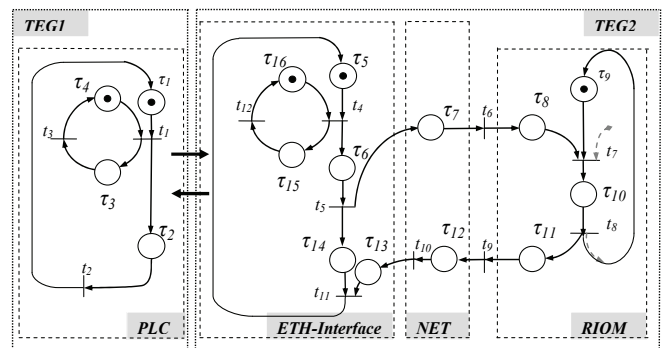 TEG1
TEG2
τ1
τ4
t3
t1
τ3
τ2
t2
PLC
τ16
τ5
t12
t4
τ15
τ6
t5
τ14
τ13
t11
ETH-Interface
τ7
t6
τ12
t10
t9
NET
τ8
τ9
t7
τ10
t8
τ11
RIOM